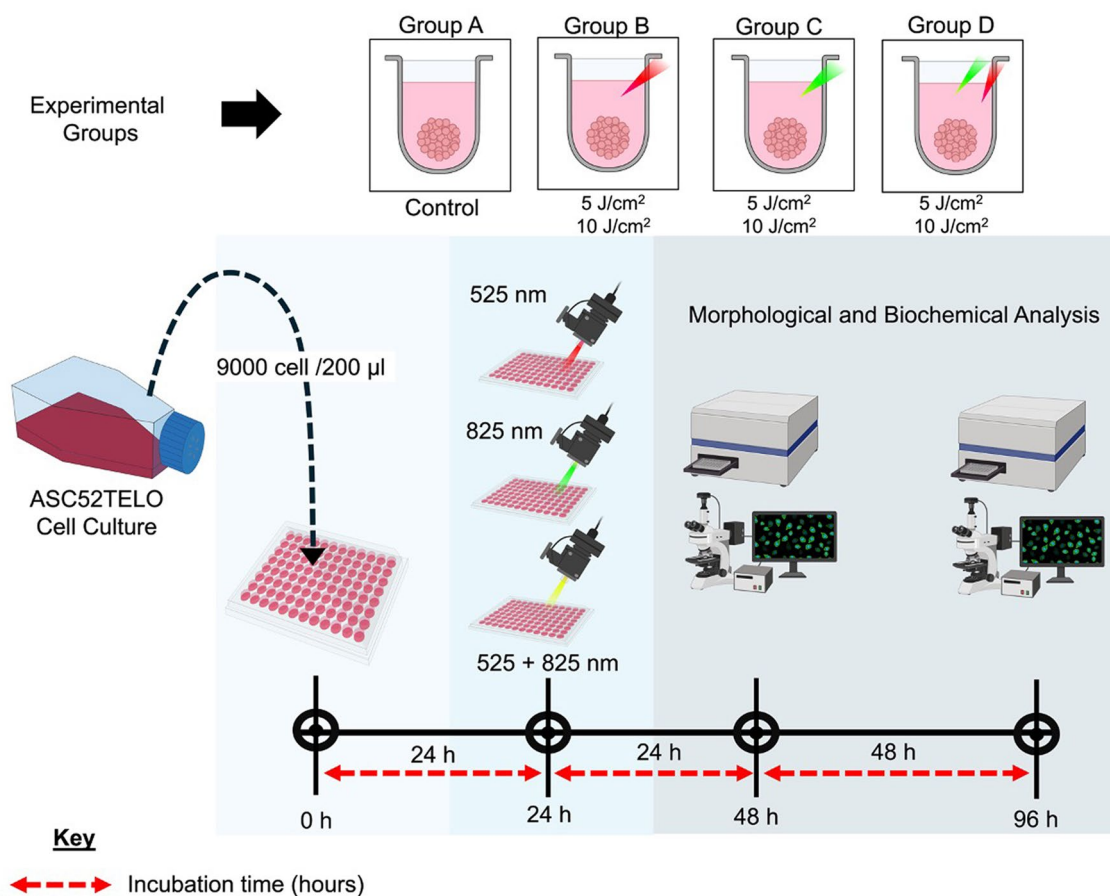 Group A
Group B
Group C
Group D
Experimental
Groups
Control
5 J/cm²
10 J/cm²
5 J/cm²
10 J/cm²
5 J/cm²
10 J/cm²
525 nm
Morphological and Biochemical Analysis
9000 cell /200 µl
825 nm
ASC52TELO
Cell Culture
525 + 825 nm
24 h
24 h
48 h
0 h
24 h
48 h
96 h
Key
Incubation time (hours)